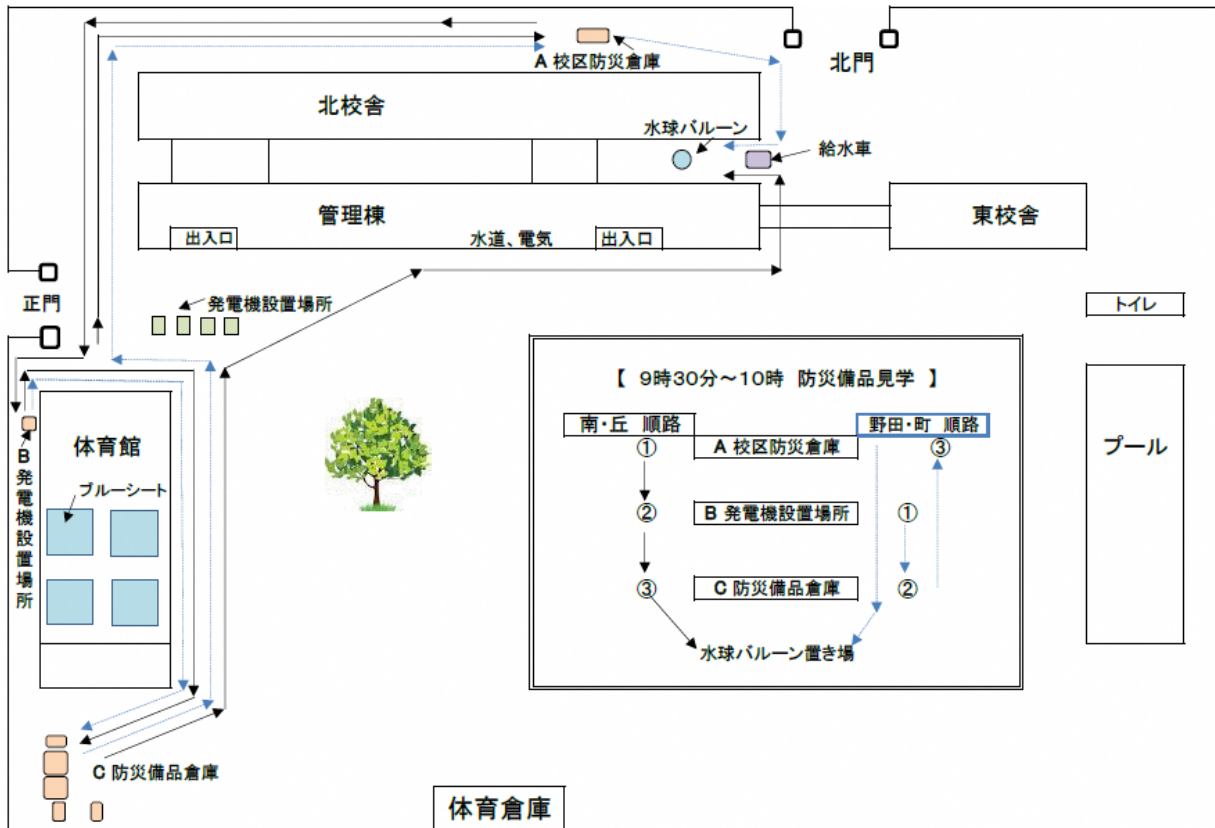 A 校区防災倉庫
北門
北校舎
水球バルーン
給水車
管理棟
東校舎
出入口
水道、電気
出入口
正門
発電機設置場所
トイレ
【 9時30分～10時 防災備品見学 】
南・丘 順路
野田・町 順路
①
A 校区防災倉庫
③
②
B 発電機設置場所
①
③
C 防災備品倉庫
②
水球バルーン置き場
プール
体育館
ブルーシート
B発電機設置場所
C 防災備品倉庫
体育倉庫